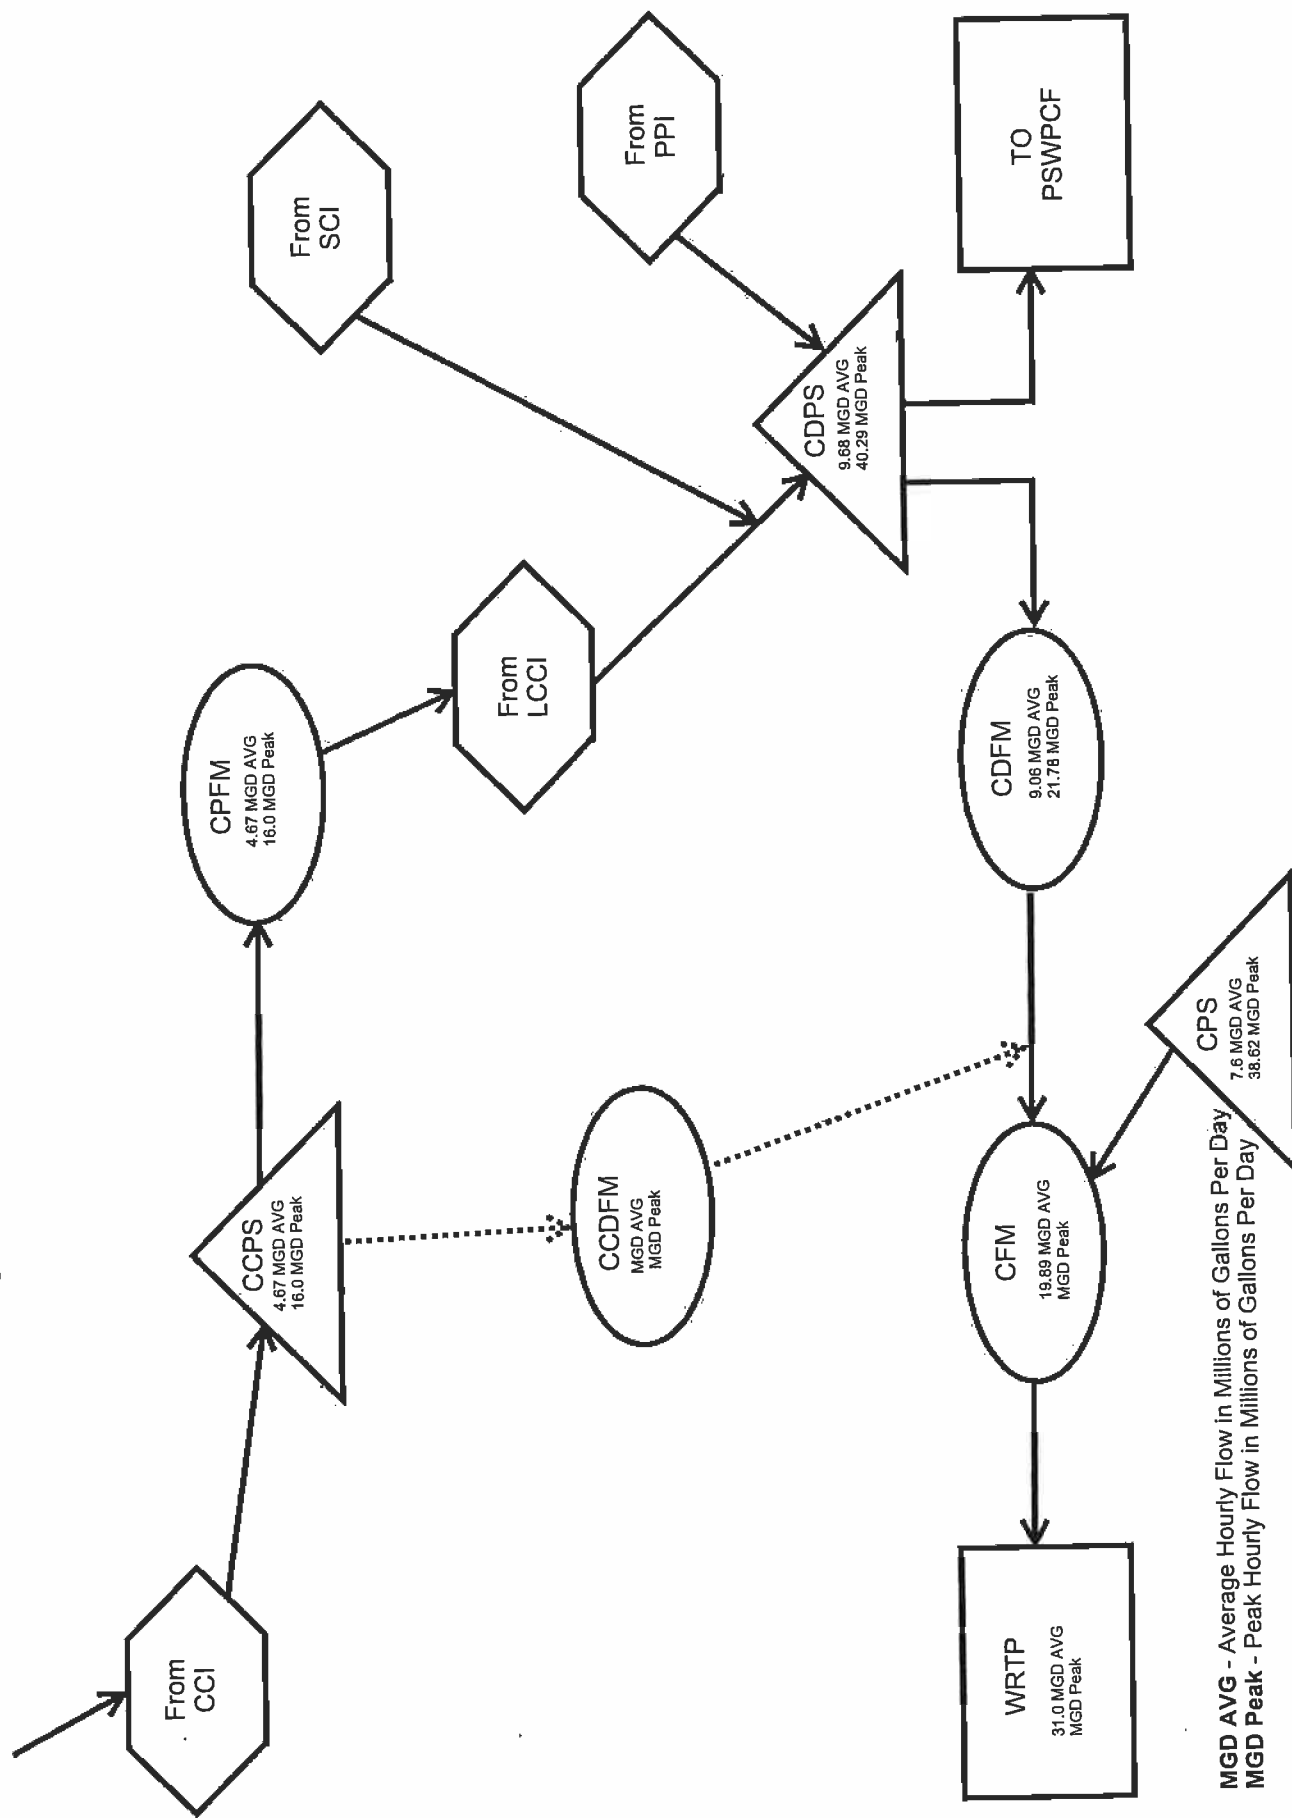 From
CCI
CCPS
4.67 MGD AVG
16.0 MGD Peak
CPFM
4.67 MGD AVG
16.0 MGD Peak
From
SCI
From
LCCI
From
PPI
CCDFM
MGD AVG
MGD Peak
CDPS
9.68 MGD AVG
40.29 MGD Peak
WRTP
31.0 MGD AVG
MGD Peak
CFM
19.89 MGD AVG
MGD Peak
CDFM
9.06 MGD AVG
21.78 MGD Peak
TO
PSWPCF
CPS
7.6 MGD AVG
38.62 MGD Peak
MGD AVG - Average Hourly Flow in Millions of Gallons Per Day
MGD Peak - Peak Hourly Flow in Millions of Gallons Per Day